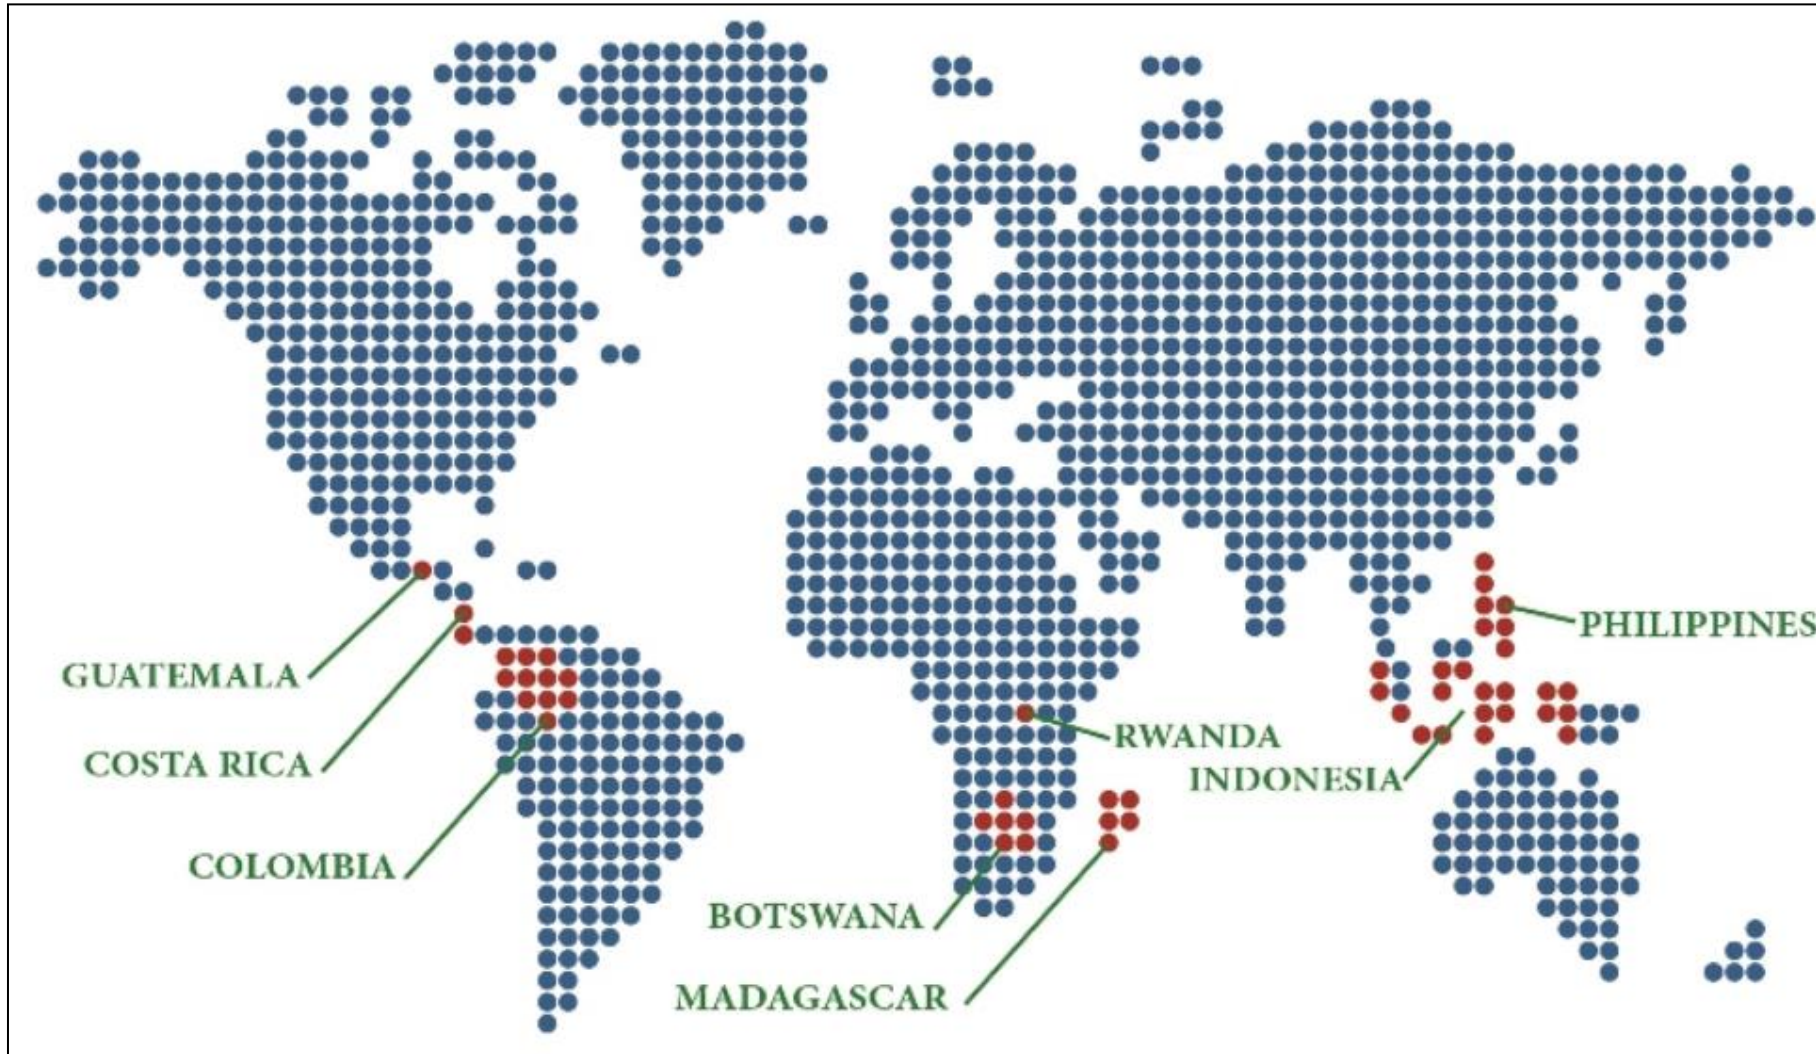 PHILIPPINES
GUATEMALA
RWANDA
COSTA RICA
INDONESIA
COLOMBIA
BOTSWANA
MADAGASCAR